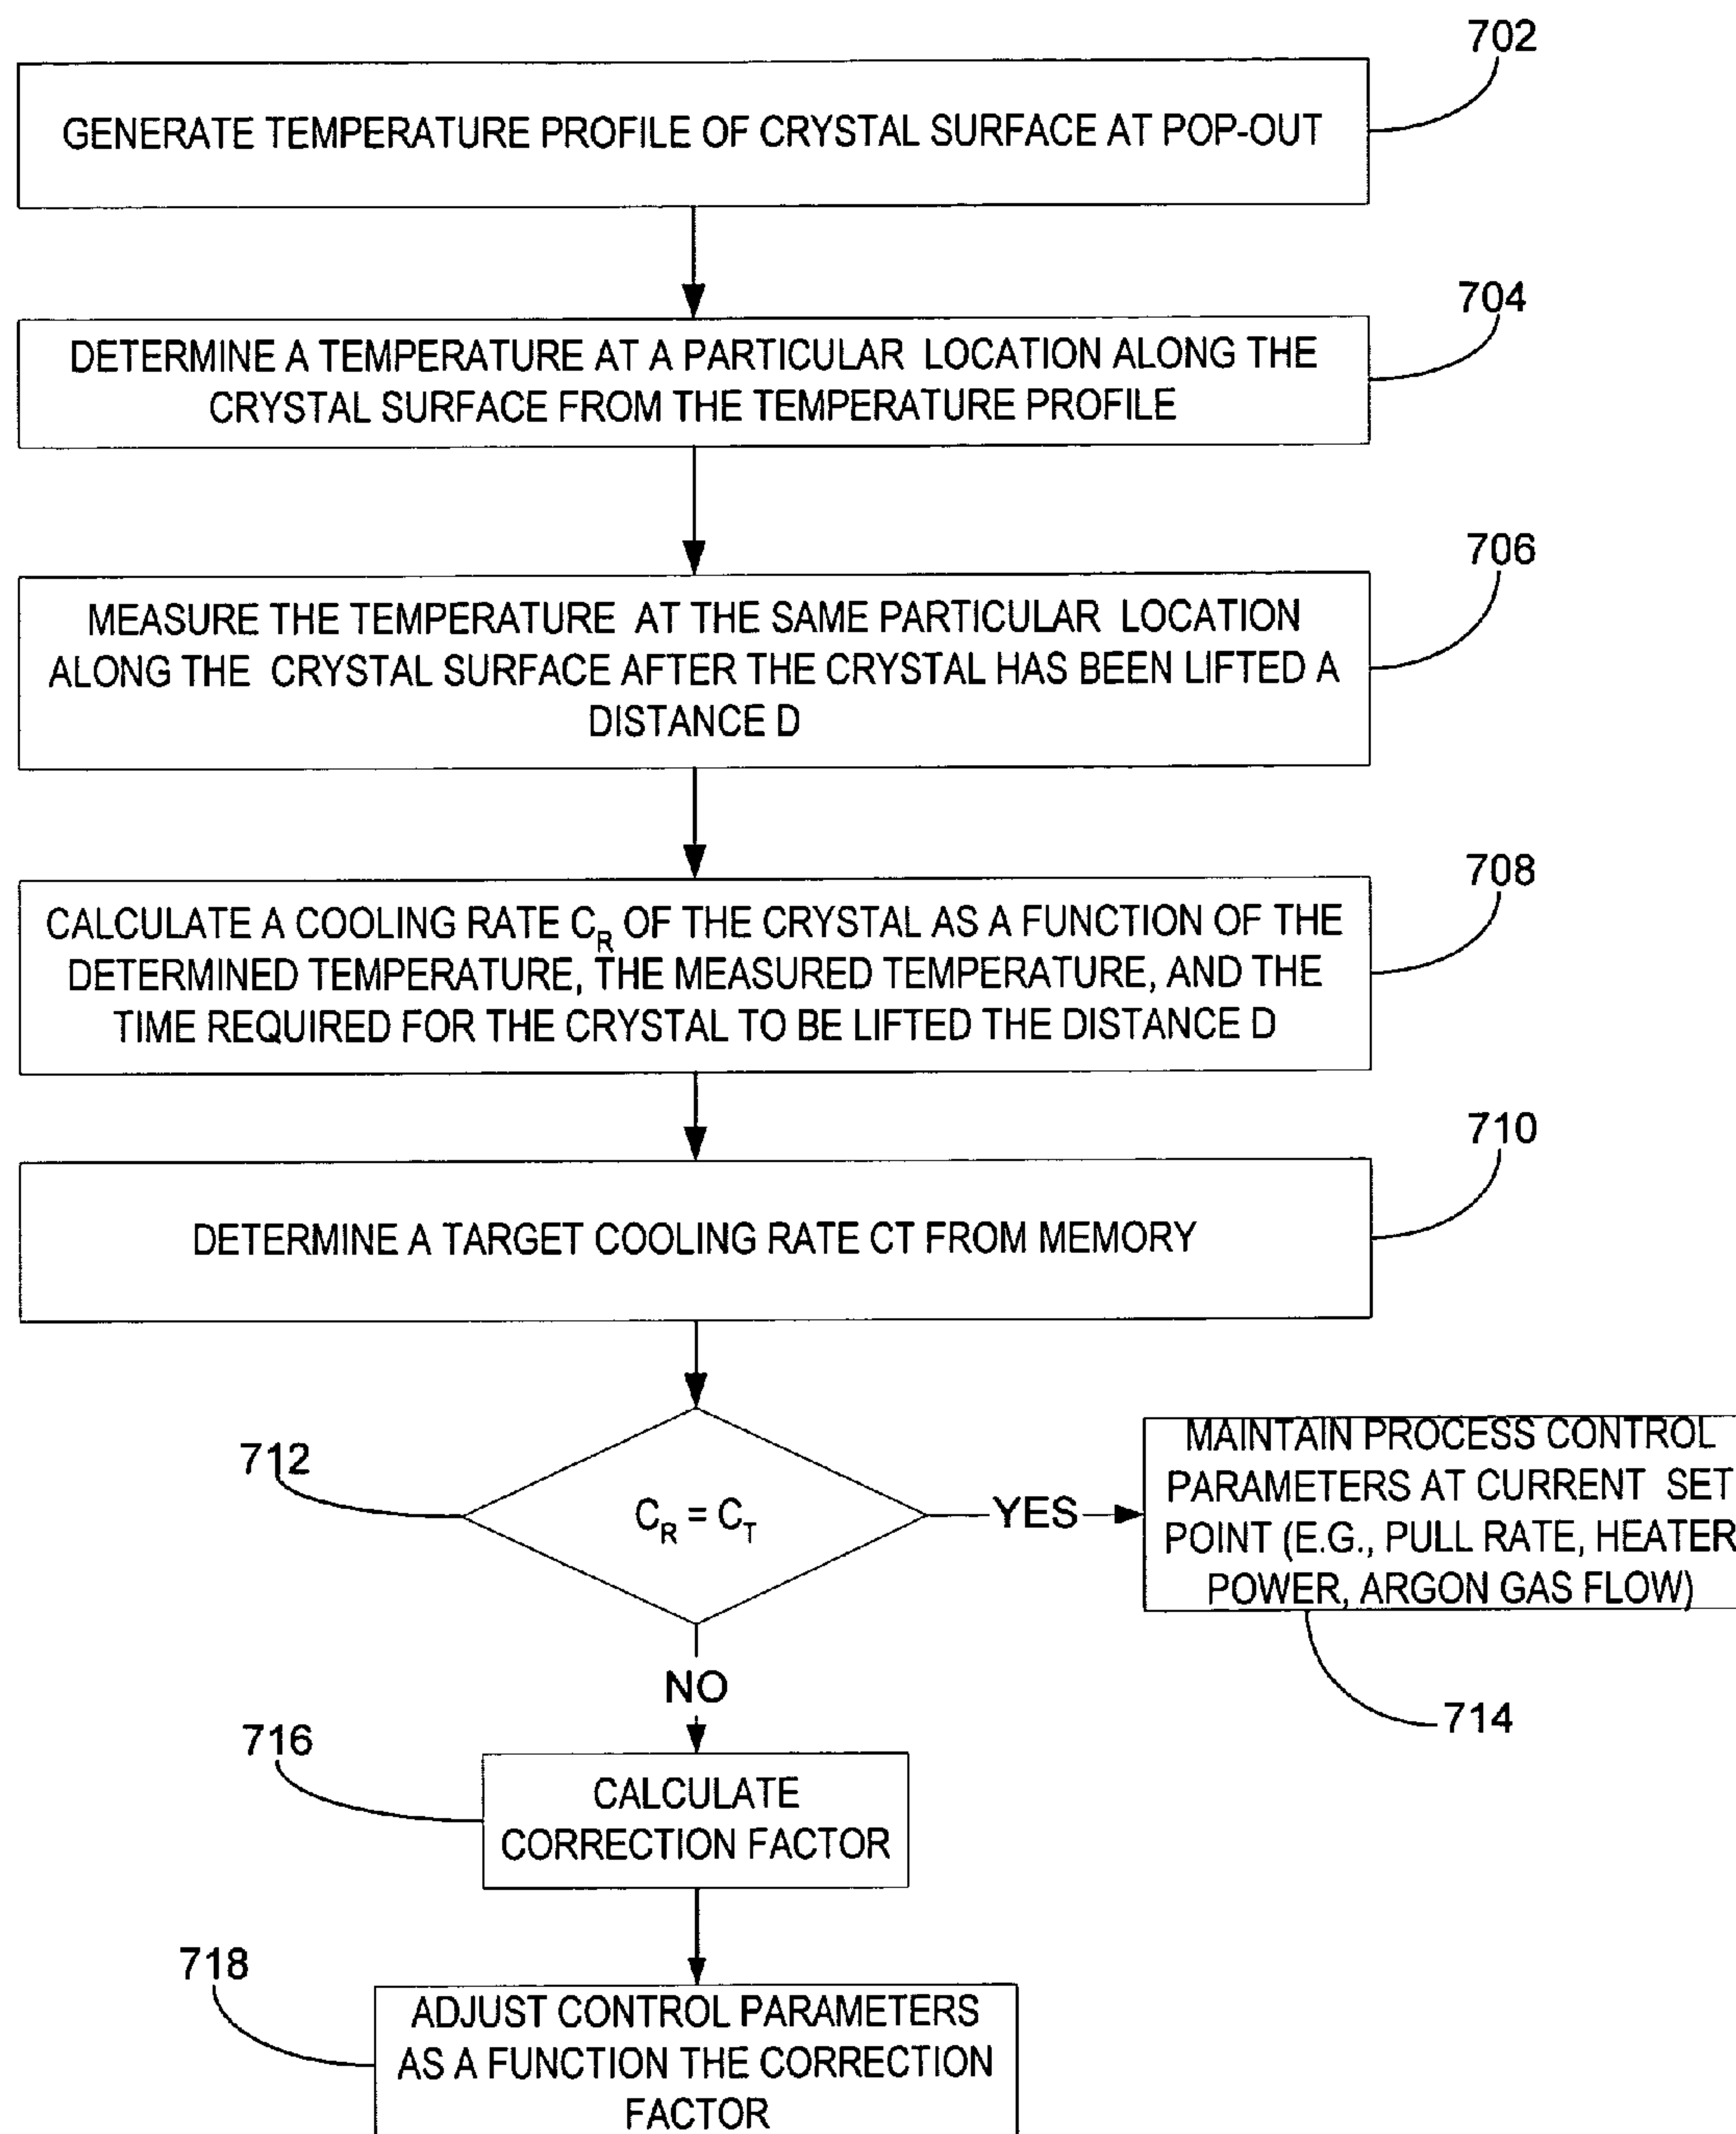 702
GENERATE TEMPERATURE PROFILE OF CRYSTAL SURFACE AT POP-OUT
704
DETERMINE A TEMPERATURE AT A PARTICULAR LOCATION ALONG THE
CRYSTAL SURFACE FROM THE TEMPERATURE PROFILE
706
MEASURE THE TEMPERATURE AT THE SAME PARTICULAR LOCATION
ALONG THE CRYSTAL SURFACE AFTER THE CRYSTAL HAS BEEN LIFTED A
DISTANCE D
708
CALCULATE A COOLING RATE C_R OF THE CRYSTAL AS A FUNCTION OF THE
DETERMINED TEMPERATURE, THE MEASURED TEMPERATURE, AND THE
TIME REQUIRED FOR THE CRYSTAL TO BE LIFTED THE DISTANCE D
710
DETERMINE A TARGET COOLING RATE CT FROM MEMORY
712
C_R = C_T
YES
MAINTAIN PROCESS CONTROL
PARAMETERS AT CURRENT SET
POINT (E.G., PULL RATE, HEATER
POWER, ARGON GAS FLOW)
714
NO
716
CALCULATE
CORRECTION FACTOR
718
ADJUST CONTROL PARAMETERS
AS A FUNCTION THE CORRECTION
FACTOR